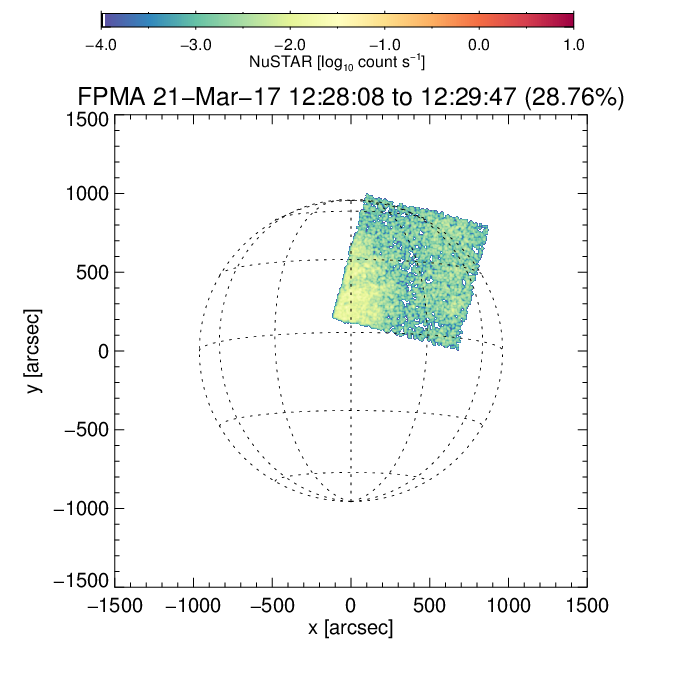 −4.0 −3.0 −2.0 −1.0 0.0 1.0
NuSTAR [log₁₀ count s⁻¹]
FPMA 21−Mar−17 12:28:08 to 12:29:47 (28.76%)
1500
1000
500
0
−500
−1000
−1500
y [arcsec]
−1500 −1000 −500 0 500 1000 1500
x [arcsec]